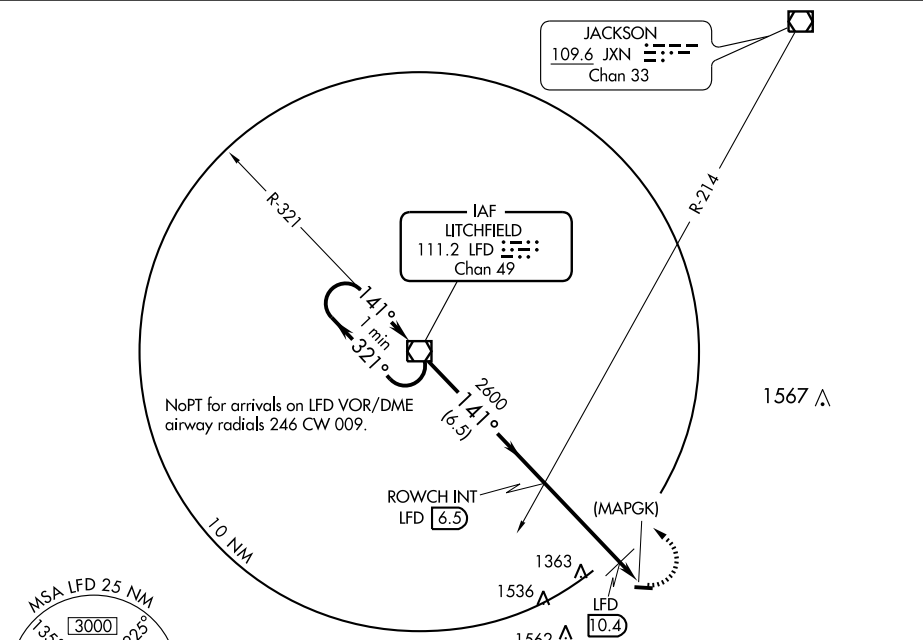 JACKSON
109.6 JXN
Chan 33
R-321
R-214
IAF
LITCHFIELD
111.2 LFD
Chan 49
141°
1 min
321°
2600
141°
(6.5)
NoPT for arrivals on LFD VOR/DME
airway radials 246 CW 009.
1567
ROWCH INT
LFD 6.5
(MAPGK)
10 NM
1363
1536
LFD
10.4
1562
MSA LFD 25 NM
3000
135°
225°